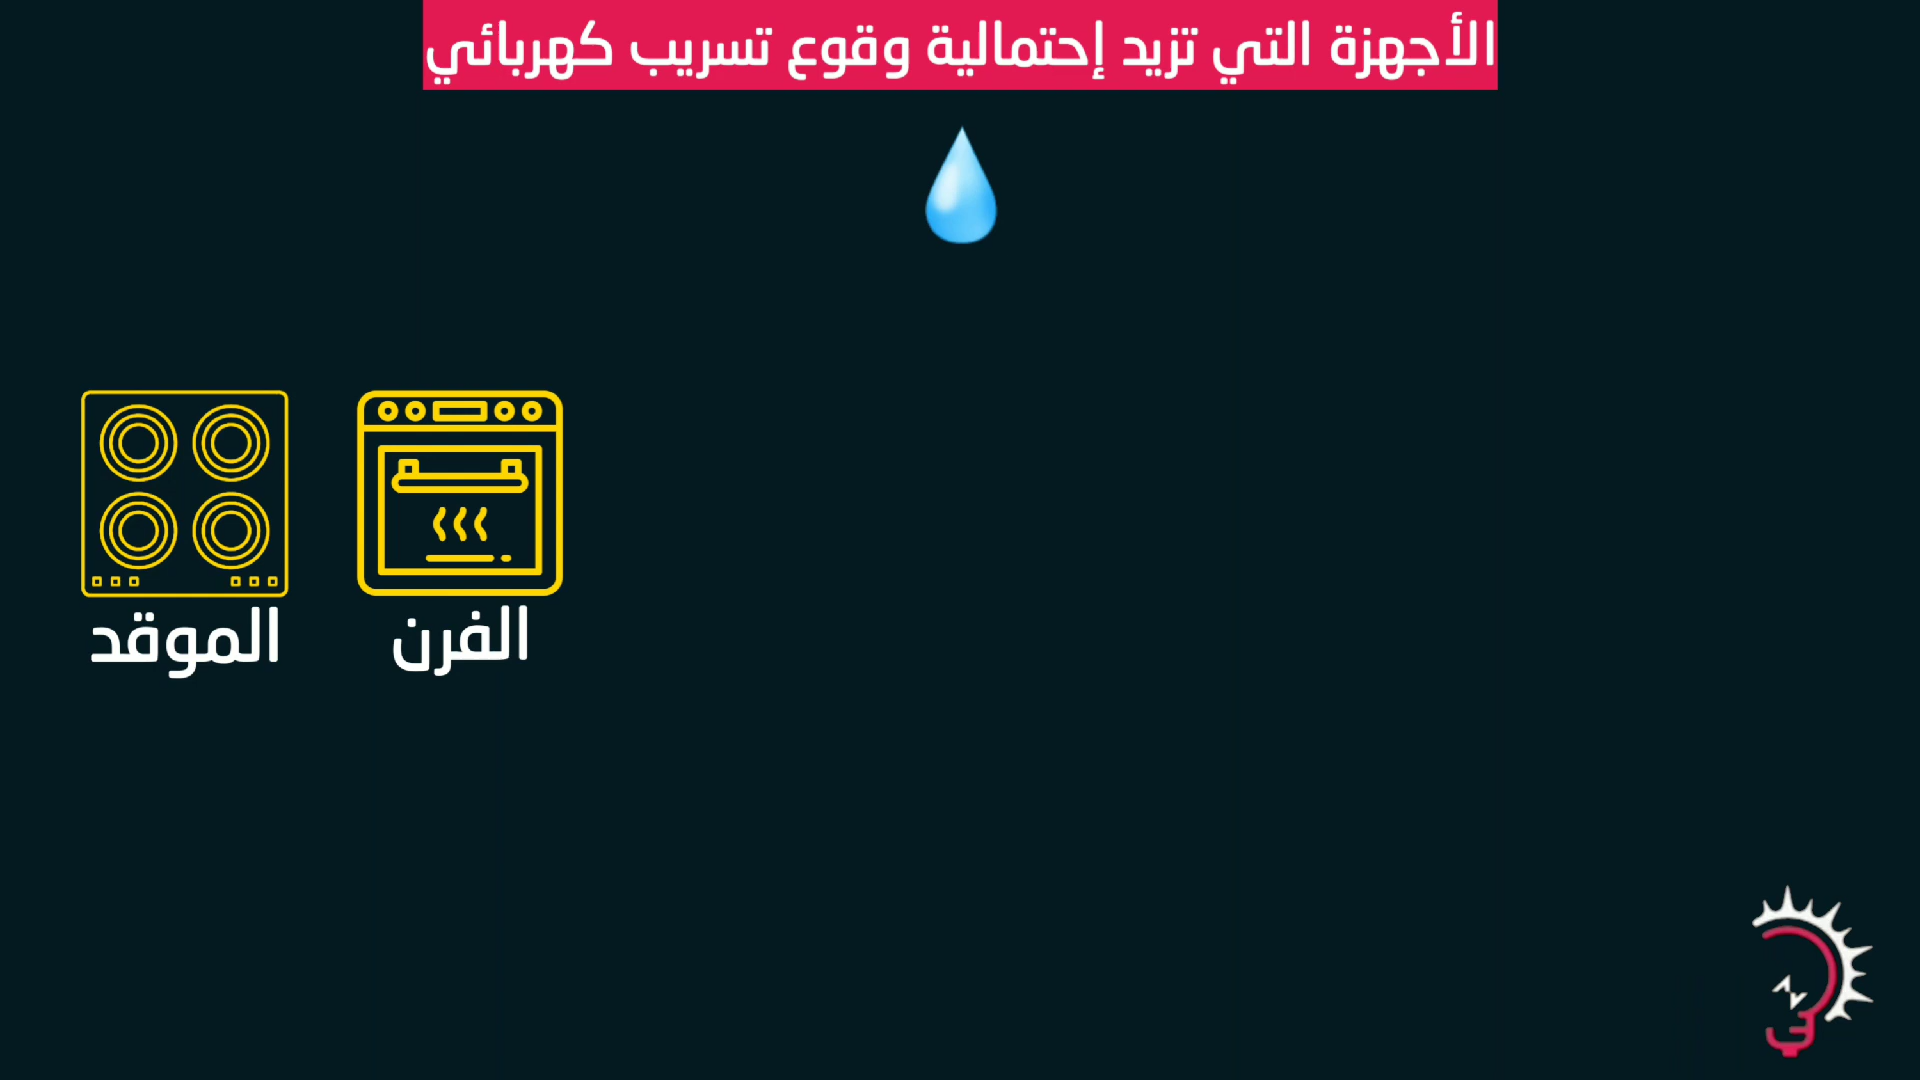 الأجهزة التي تزيد إحتمالية وقوع تسريب كهربائي
الفرن
الموقد